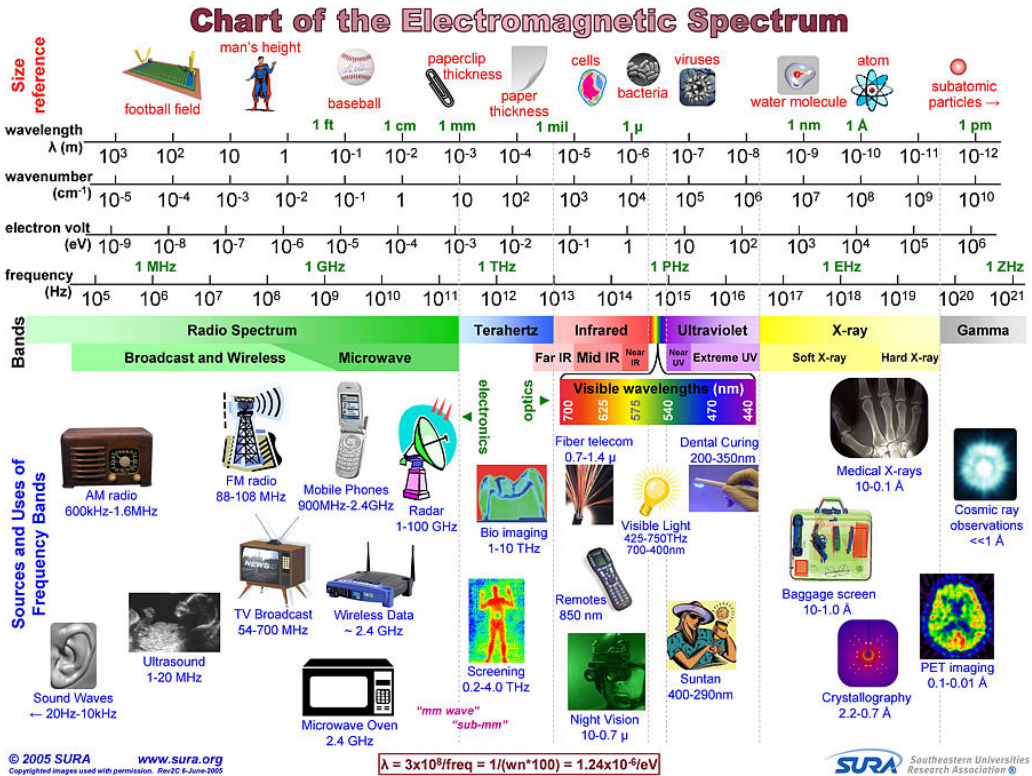 Chart of the Electromagnetic Spectrum
Size reference
football field
man's height
baseball
paperclip thickness
paper thickness
cells
bacteria
viruses
water molecule
atom
subatomic particles →
wavelength λ (m)
1 ft 1 cm 1 mm 1 mil 1 µ 1 nm 1 Å 1 pm
10³ 10² 10 1 10⁻¹ 10⁻² 10⁻³ 10⁻⁴ 10⁻⁵ 10⁻⁶ 10⁻⁷ 10⁻⁸ 10⁻⁹ 10⁻¹⁰ 10⁻¹¹ 10⁻¹²
wavenumber (cm⁻¹)
10⁻⁵ 10⁻⁴ 10⁻³ 10⁻² 10⁻¹ 1 10 10² 10³ 10⁴ 10⁵ 10⁶ 10⁷ 10⁸ 10⁹ 10¹⁰
electron volt (eV)
10⁻⁹ 10⁻⁸ 10⁻⁷ 10⁻⁶ 10⁻⁵ 10⁻⁴ 10⁻³ 10⁻² 10⁻¹ 1 10 10² 10³ 10⁴ 10⁵ 10⁶
frequency (Hz)
1 MHz 1 GHz 1 THz 1 PHz 1 EHz 1 ZHz
10⁵ 10⁶ 10⁷ 10⁸ 10⁹ 10¹⁰ 10¹¹ 10¹² 10¹³ 10¹⁴ 10¹⁵ 10¹⁶ 10¹⁷ 10¹⁸ 10¹⁹ 10²⁰ 10²¹
Bands
Radio Spectrum Terahertz Infrared Ultraviolet X-ray Gamma
Broadcast and Wireless Microwave Far IR Mid IR Near IR Near UV Extreme UV Soft X-ray Hard X-ray
electronics
optics
Visible wavelengths (nm)
700 625 575 540 470 440
Sources and Uses of Frequency Bands
AM radio
600kHz-1.6MHz
FM radio
88-108 MHz
Mobile Phones
900MHz-2.4GHz
Radar
1-100 GHz
Bio imaging
1-10 THz
Fiber telecom
0.7-1.4 µ
Visible Light
425-750THz
700-400nm
Dental Curing
200-350nm
Medical X-rays
10-0.1 Å
Cosmic ray
observations
<<1 Å
Sound Waves
← 20Hz-10kHz
Ultrasound
1-20 MHz
TV Broadcast
54-700 MHz
NEWS
Wireless Data
~ 2.4 GHz
Microwave Oven
2.4 GHz
Screening
0.2-4.0 THz
"mm wave"
"sub-mm"
Remotes
850 nm
Night Vision
10-0.7 µ
Suntan
400-290nm
Baggage screen
10-1.0 Å
Crystallography
2.2-0.7 Å
PET imaging
0.1-0.01 Å
© 2005 SURA www.sura.org
Copyrighted images used with permission. Rev2C 6-June-2005
λ = 3x10⁸/freq = 1/(wn*100) = 1.24x10⁻⁶/eV
SURA
Southeastern Universities
Research Association ®